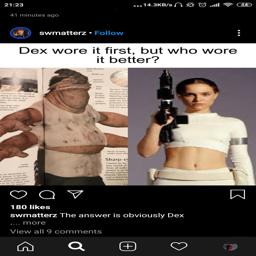 21:23
14.3KB/s
41 minutes ago
swmatterz • Follow
Dex wore it first, but who wore
it better?
180 likes
swmatterz The answer is obviously Dex
.... more
View all 9 comments